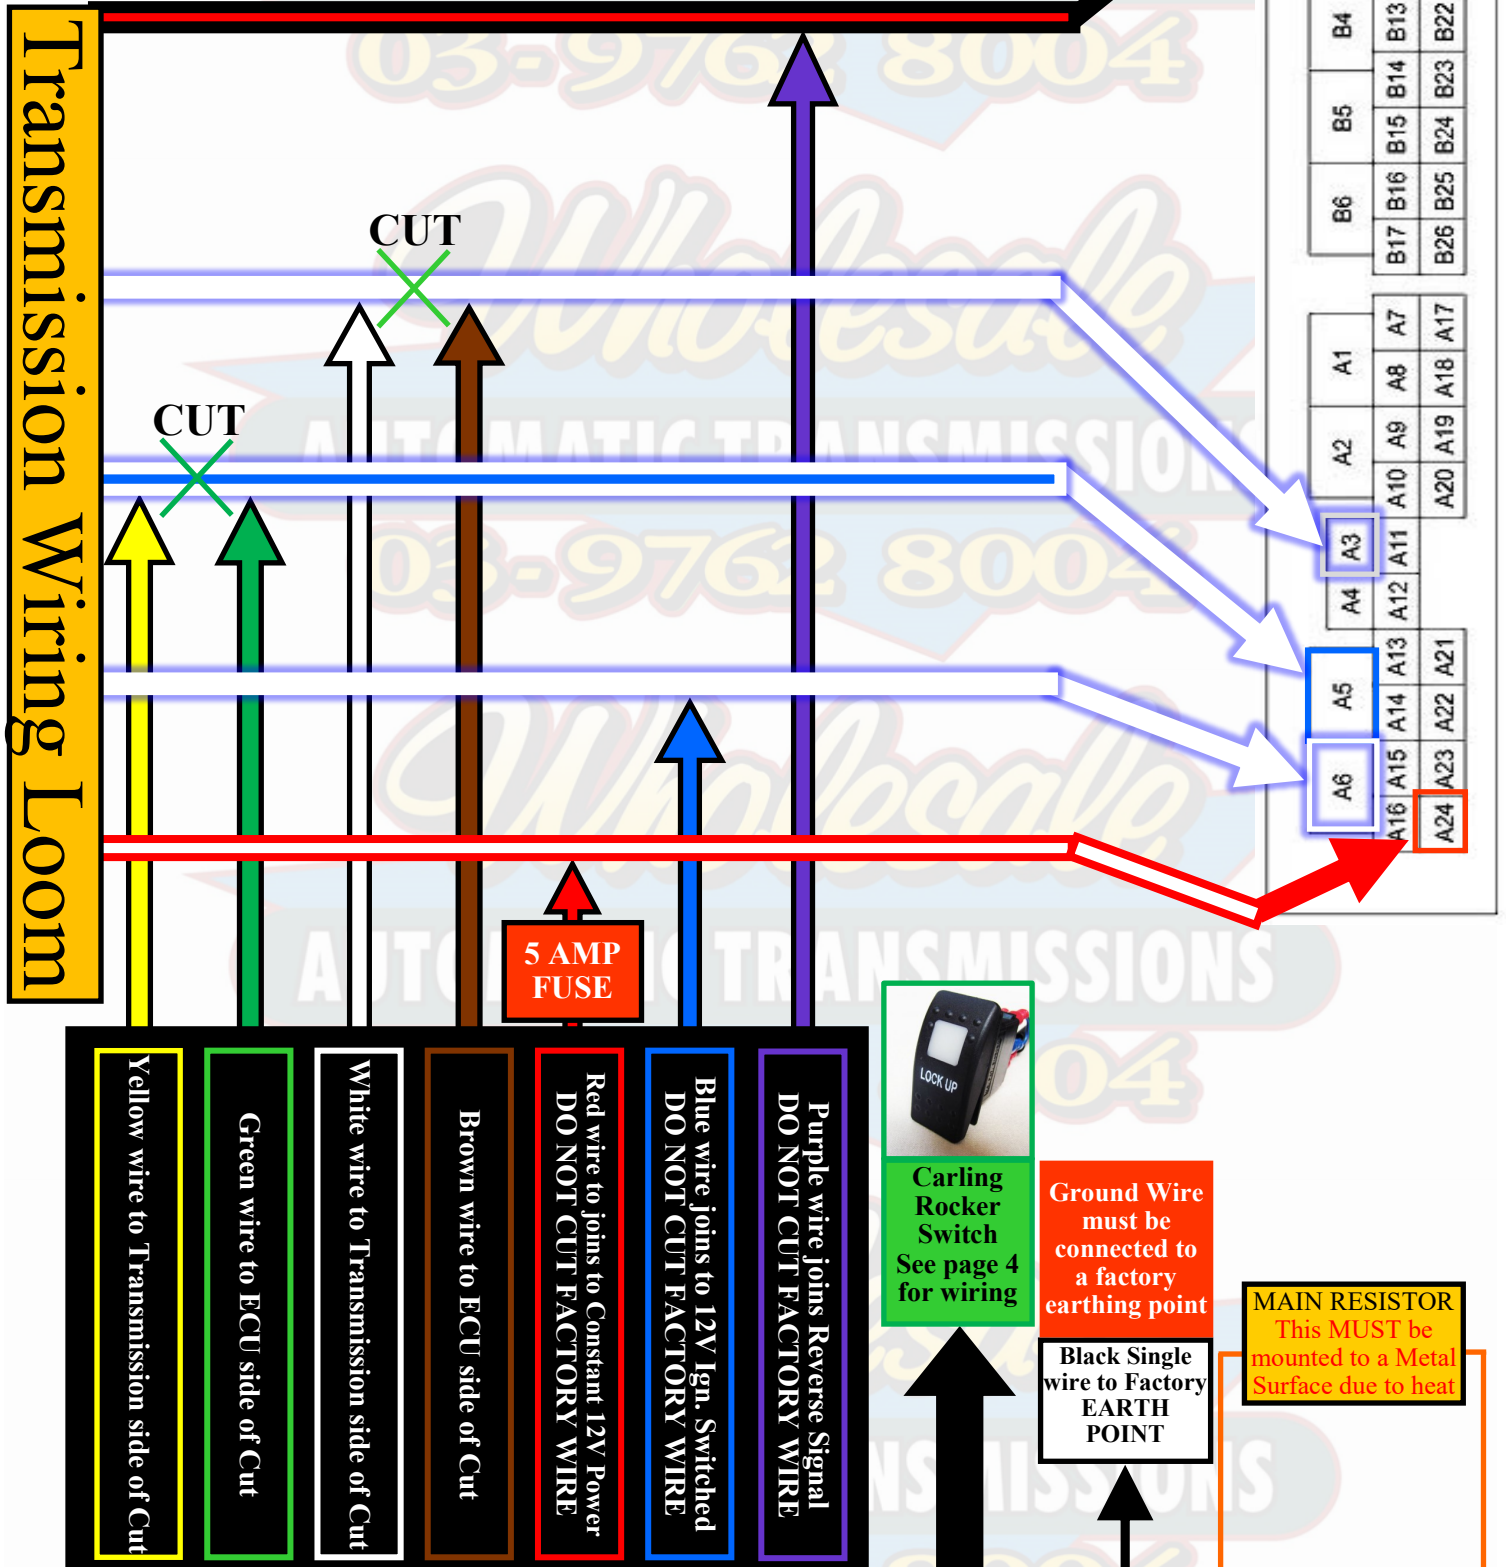 Transmission Wiring Loom
03-9762 8004
Wholesale
AUTOMATIC TRANSMISSIONS
03-9762 8004
Wholesale
AUTOMATIC TRANSMISSIONS
CUT
CUT
B4
B5
B6
B13
B14
B15
B16
B17
B22
B23
B24
B25
B26
A1
A2
A3
A4
A5
A6
A7
A8
A9
A10
A11
A12
A13
A14
A15
A16
A17
A18
A19
A20
A21
A22
A23
A24
5 AMP
FUSE
Yellow wire to Transmission side of Cut
Green wire to ECU side of Cut
White wire to Transmission side of Cut
Brown wire to ECU side of Cut
Red wire to joins to Constant 12V Power
DO NOT CUT FACTORY WIRE
Blue wire joins to 12V Ign. Switched
DO NOT CUT FACTORY WIRE
Purple wire joins Reverse Signal
DO NOT CUT FACTORY WIRE
LOCK UP
Carling
Rocker
Switch
See page 4
for wiring
Ground Wire
must be
connected to
a factory
earthing point
Black Single
wire to Factory
EARTH
POINT
MAIN RESISTOR
This MUST be
mounted to a Metal
Surface due to heat